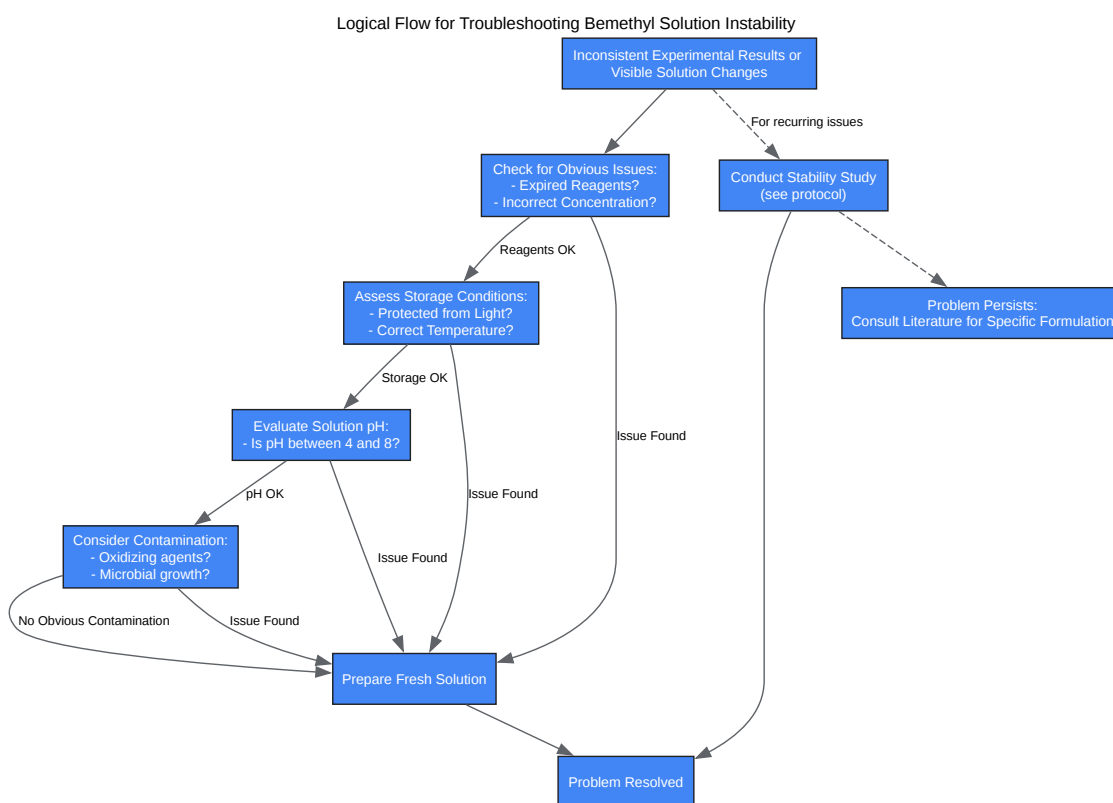 Logical Flow for Troubleshooting Bemethyl Solution Instability
Inconsistent Experimental Results or
Visible Solution Changes
For recurring issues
Check for Obvious Issues:
- Expired Reagents?
- Incorrect Concentration?
Conduct Stability Study
(see protocol)
Reagents OK
Assess Storage Conditions:
- Protected from Light?
- Correct Temperature?
Problem Persists:
Consult Literature for Specific Formulation
Storage OK
Evaluate Solution pH:
- Is pH between 4 and 8?
Issue Found
pH OK
Issue Found
Consider Contamination:
- Oxidizing agents?
- Microbial growth?
Issue Found
No Obvious Contamination
Issue Found
Prepare Fresh Solution
Problem Resolved